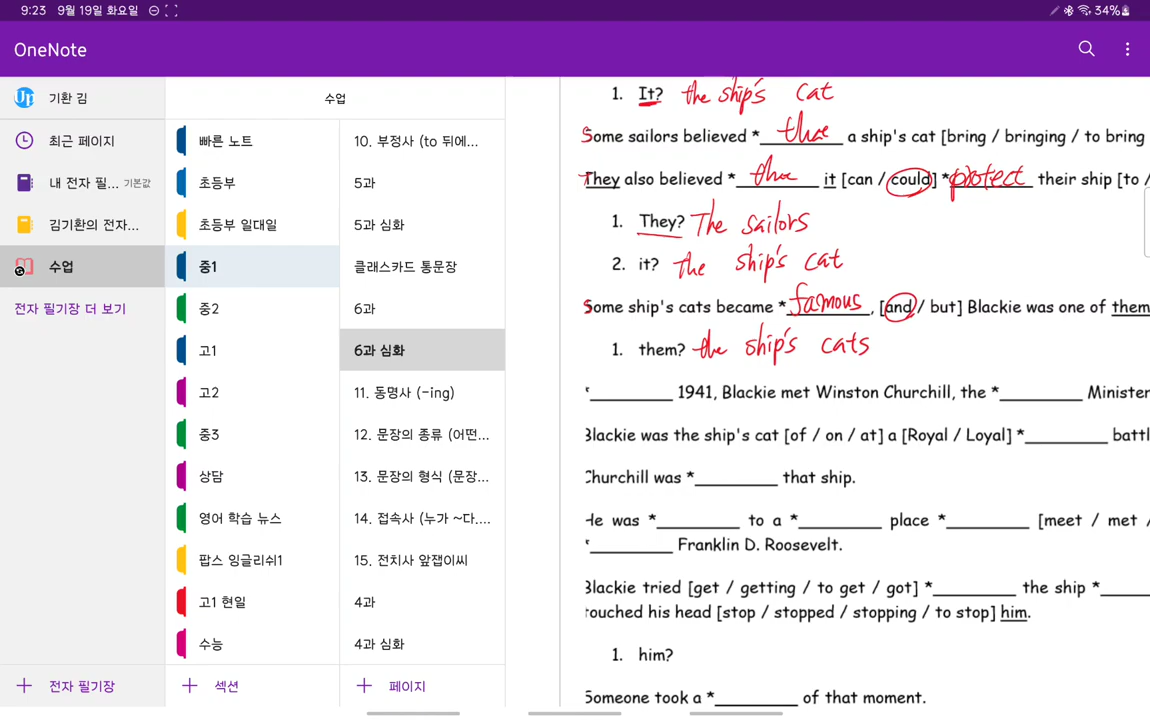 9:23 9월 19일 화요일 34%
OneNote
기환 김
최근 페이지
내 전자 필... 기본값
김기환의 전자...
수업
전자 필기장 더 보기
전자 필기장
빠른 노트
초등부
초등부 일대일
중1
중2
고1
고2
중3
상담
영어 학습 뉴스
팝스 잉글리쉬1
고1 현일
수능
섹션
수업
10. 부정사 (to 뒤에...
5과
5과 심화
클래스카드 통문장
6과
6과 심화
11. 동명사 (-ing)
12. 문장의 종류 (어떤...
13. 문장의 형식 (문장...
14. 접속사 (누가 ~다....
15. 전치사 앞잽이씨
4과
4과 심화
페이지
1. It? the ship's cat
Some sailors believed *________ a ship's cat [bring / bringing / to bring
They also believed *________ it [can / could] *protect their ship [to /
1. They? The sailors
2. it? the ship's cat
Some ship's cats became *famous, [and / but] Blackie was one of them
1. them? the ship's cats
*________ 1941, Blackie met Winston Churchill, the *________ Minister
Blackie was the ship's cat [of / on / at] a [Royal / Loyal] *________ battl
Churchill was *________ that ship.
He was *________ to a *________ place *________ [meet / met /
*________ Franklin D. Roosevelt.
Blackie tried [get / getting / to get / got] *________ the ship *____
touched his head [stop / stopped / stopping / to stop] him.
1. him?
Someone took a *________ of that moment.